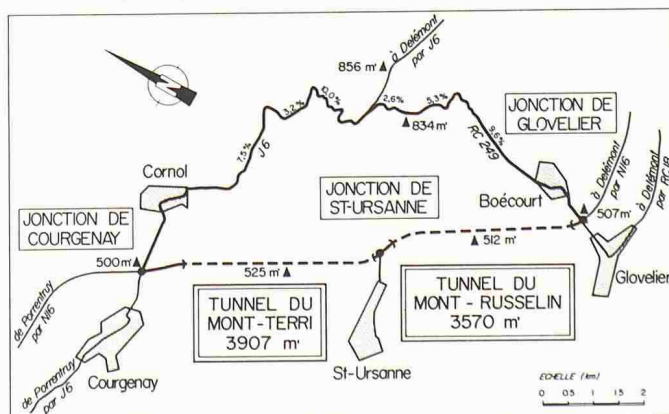 à Delémont
par J6
856 m'
12,0%
3,2%
2,6%
5,3%
834 m'
7,5%
J6
RC 249
9,6%
JONCTION DE
GLOVELIER
à Delémont
par N16
à Delémont
par RC18
Cornol
Boécourt
JONCTION DE
ST-URSANNE
507 m'
JONCTION DE
COURGENAY
500 m'
525 m'
512 m'
Glovelier
de Porrentruy
par N16
TUNNEL DU
MONT-TERRI
3907 m'
TUNNEL DU
MONT-RUSSELIN
3570 m'
de Porrentruy
par J6
Courgenay
St-Ursanne
ECHELLE (km)
0 0.5 1 1.5 2